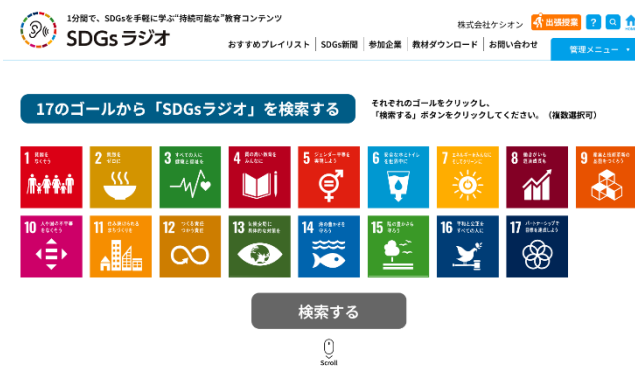 1分間で、SDGsを手軽に学ぶ“持続可能な”教育コンテンツ
SDGs ラジオ
株式会社ケシオン
出張授業
?
おすすめプレイリスト
SDGs新聞
参加企業
教材ダウンロード
お問い合わせ
管理メニュー
17のゴールから「SDGsラジオ」を検索する
それぞれのゴールをクリックし、
「検索する」ボタンをクリックしてください。（複数選択可）
1 貧困を
なくそう
2 飢餓を
ゼロに
3 すべての人に
健康と福祉を
4 質の高い教育を
みんなに
5 ジェンダー平等を
実現しよう
6 安全な水とトイレ
を世界中に
7 エネルギーをみんなに
そしてクリーンに
8 働きがいも
経済成長も
9 産業と技術革新の
基盤をつくろう
10 人や国の不平等
をなくそう
11 住み続けられる
まちづくりを
12 つくる責任
つかう責任
13 気候変動に
具体的な対策を
14 海の豊かさを
守ろう
15 陸の豊かさも
守ろう
16 平和と公正を
すべての人に
17 パートナーシップで
目標を達成しよう
検索する
Scroll